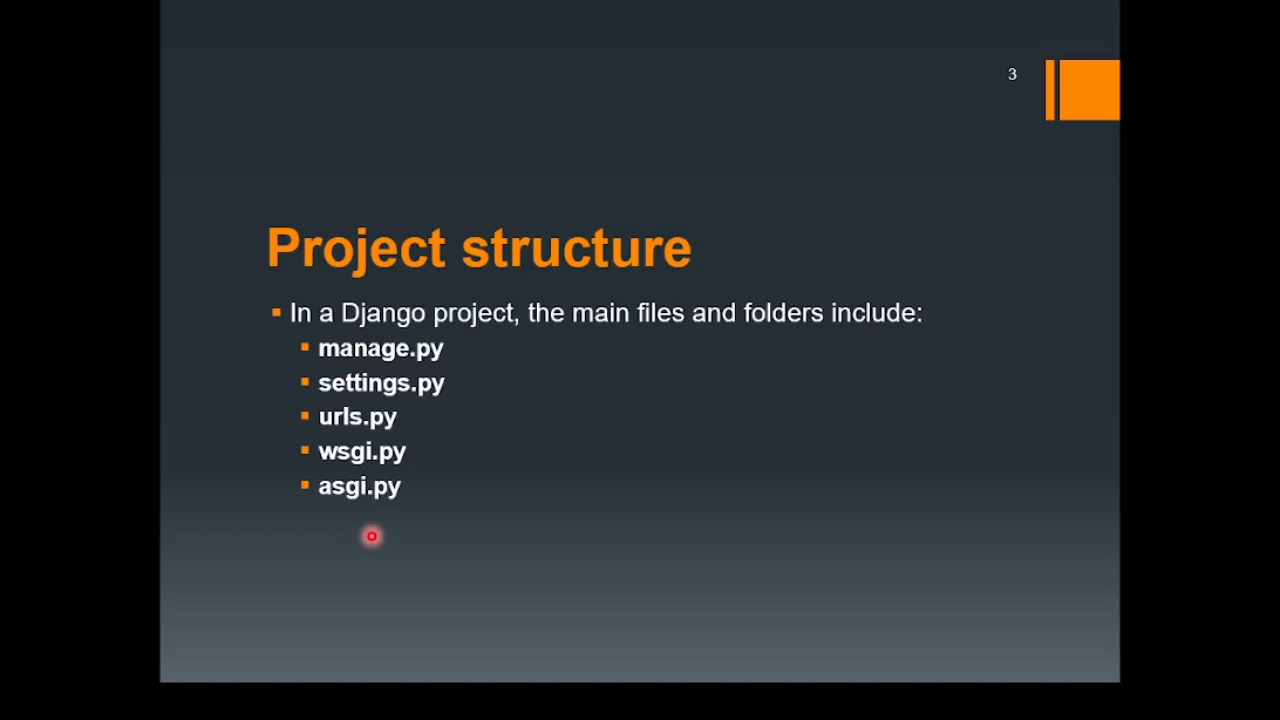 3
Project structure
In a Django project, the main files and folders include:
manage.py
settings.py
urls.py
wsgi.py
asgi.py